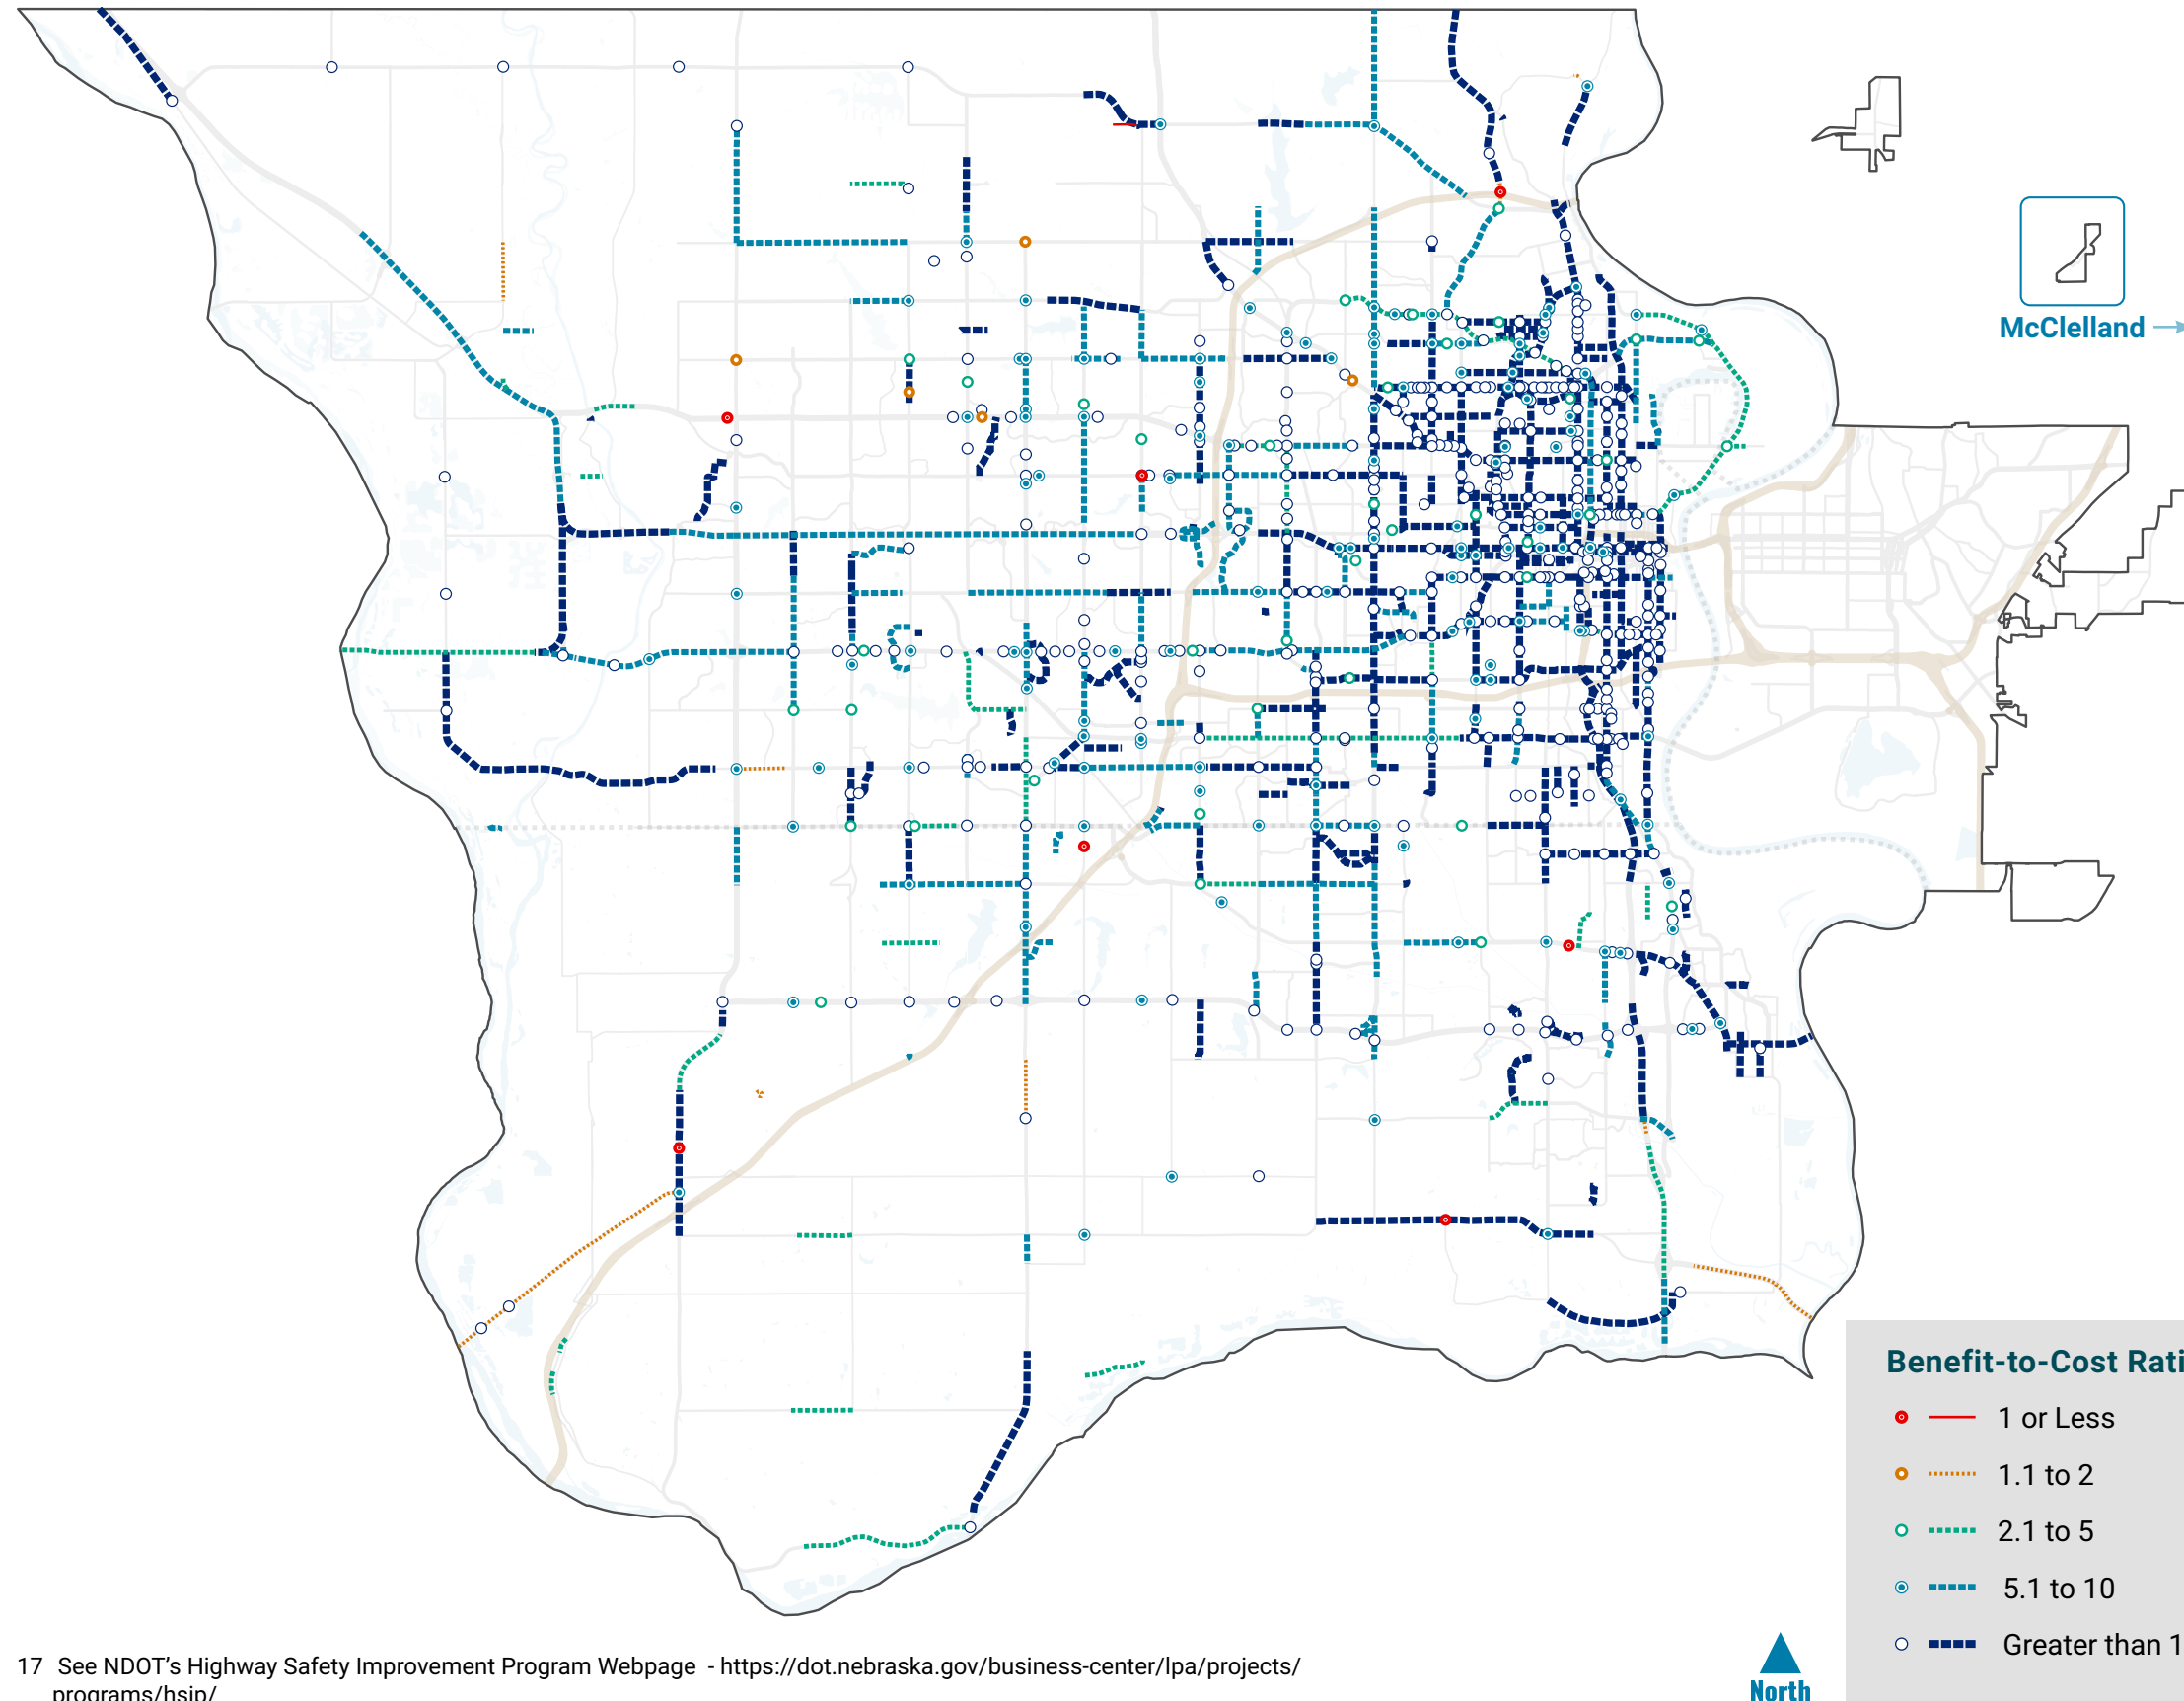 McClelland
Benefit-to-Cost Rati
1 or Less
1.1 to 2
2.1 to 5
5.1 to 10
Greater than 1
North
17 See NDOT's Highway Safety Improvement Program Webpage - https://dot.nebraska.gov/business-center/lpa/projects/
programs/hsip/